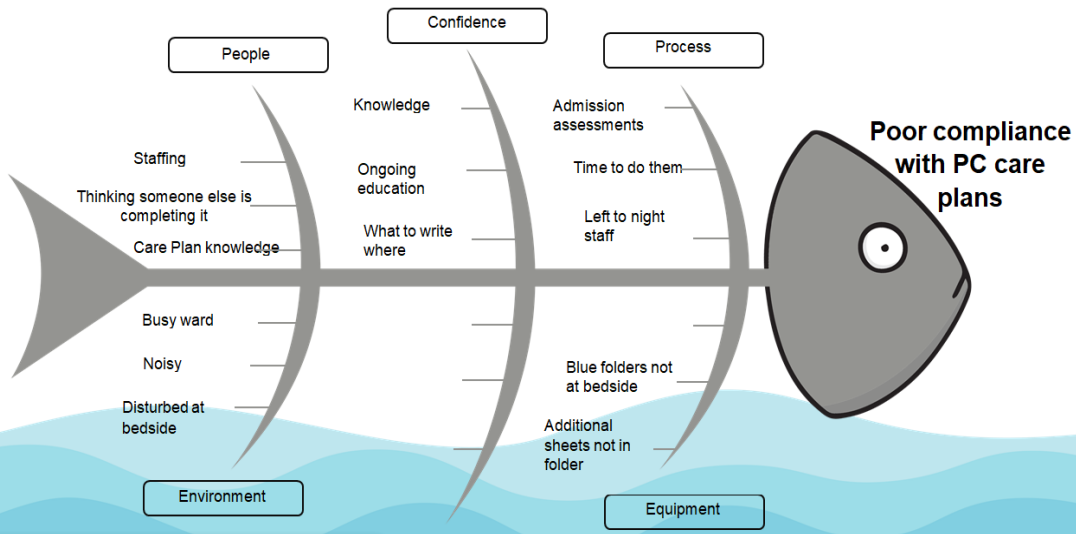 People
Confidence
Process
Poor compliance
with PC care
plans
Staffing
Thinking someone else is
completing it
Care Plan knowledge
Knowledge
Ongoing
education
What to write
where
Admission
assessments
Time to do them
Left to night
staff
Busy ward
Noisy
Disturbed at
bedside
Blue folders not
at bedside
Additional
sheets not in
folder
Environment
Equipment